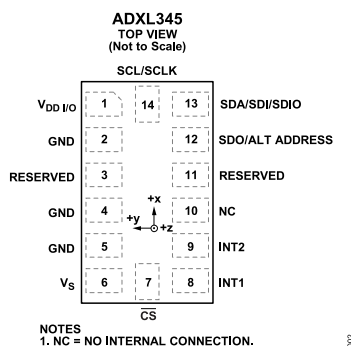 ADXL345
TOP VIEW
(Not to Scale)
SCL/SCLK
VDD I/O 1 14 13 SDA/SDI/SDIO
GND 2 12 SDO/ALT ADDRESS
RESERVED 3 11 RESERVED
+x
GND 4 10 NC
+y +z
GND 5 9 INT2
VS 6 7 8 INT1
CS
NOTES
1. NC = NO INTERNAL CONNECTION.